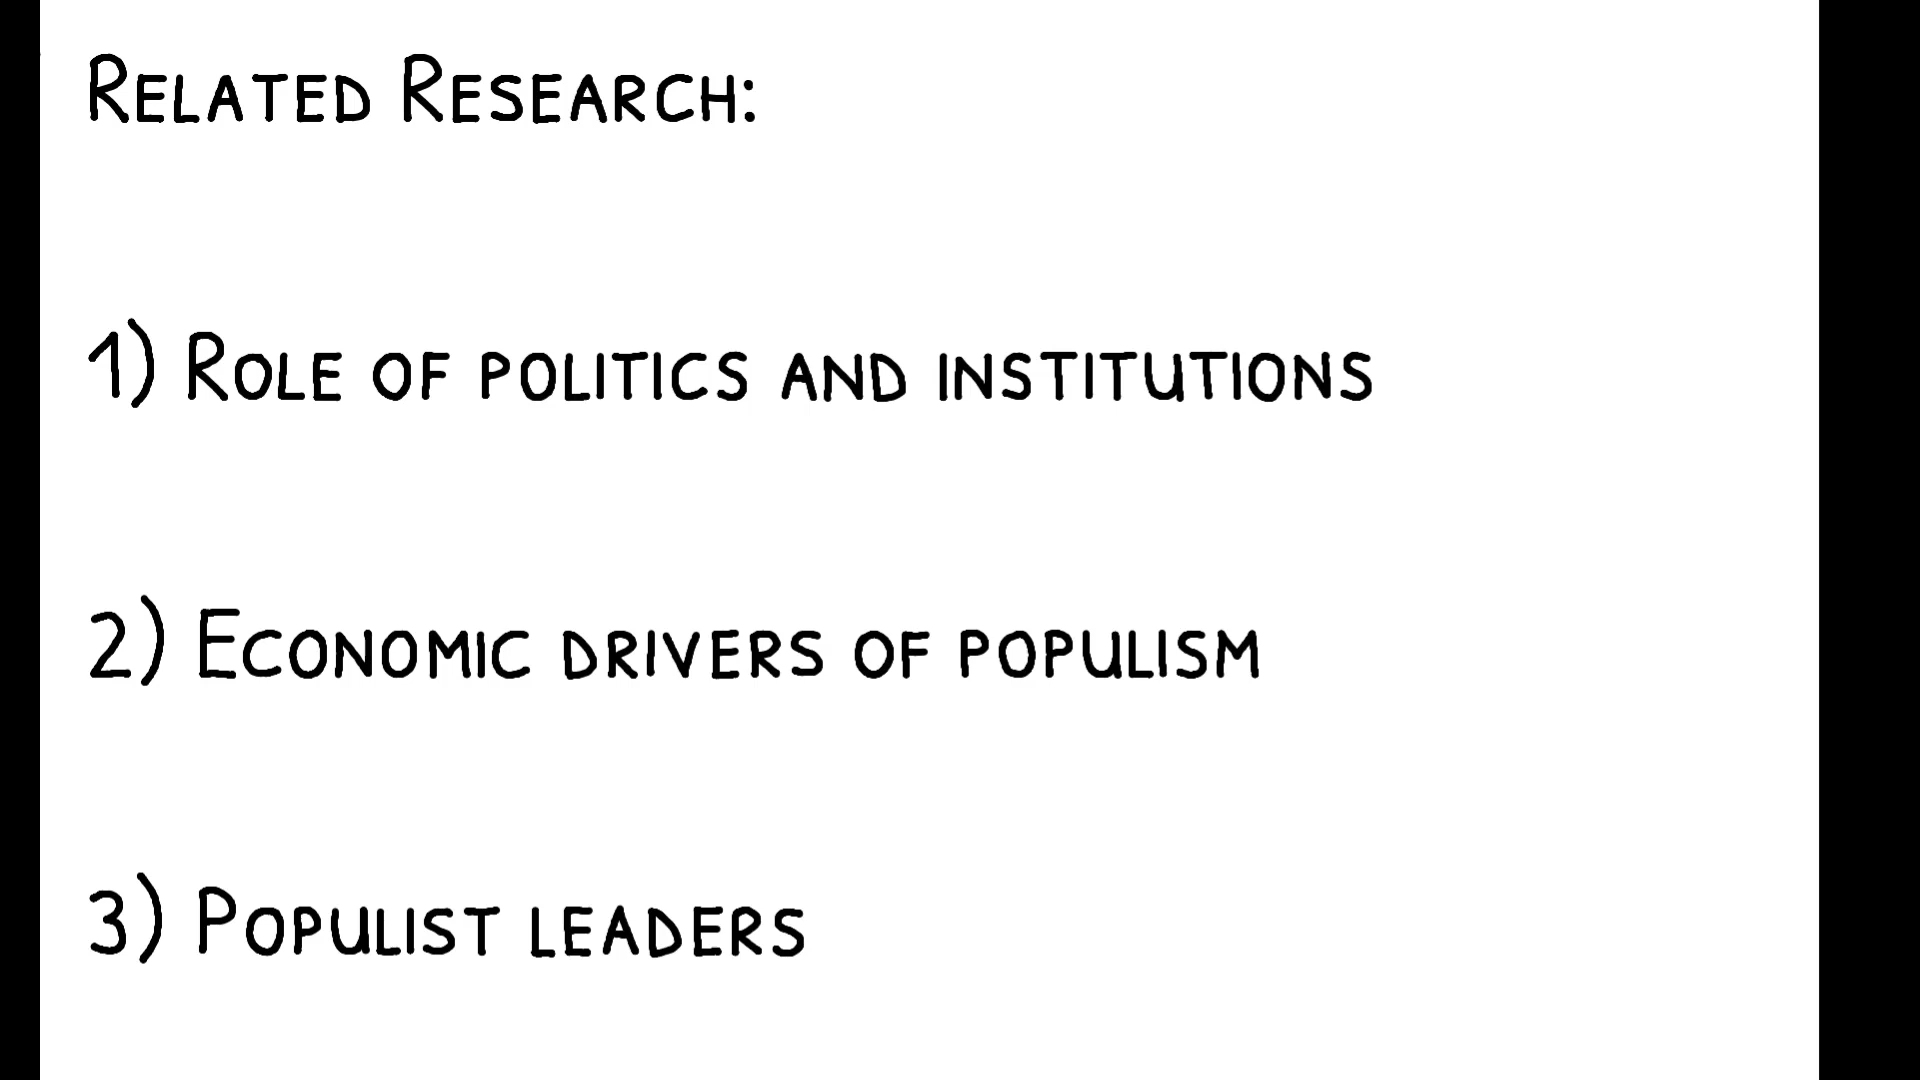 Related Research:
1) Role of politics and institutions
2) Economic drivers of populism
3) Populist leaders